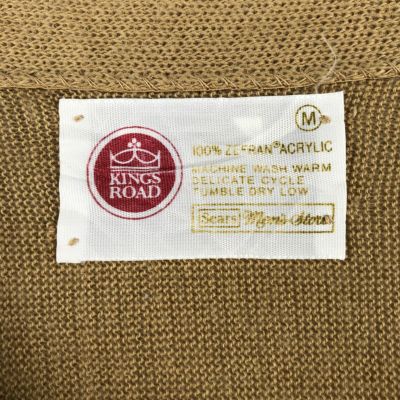 M
KINGS
ROAD
100% ZEFRAN® ACRYLIC
MACHINE WASH WARM
DELICATE CYCLE
TUMBLE DRY LOW
Sears Men's Store